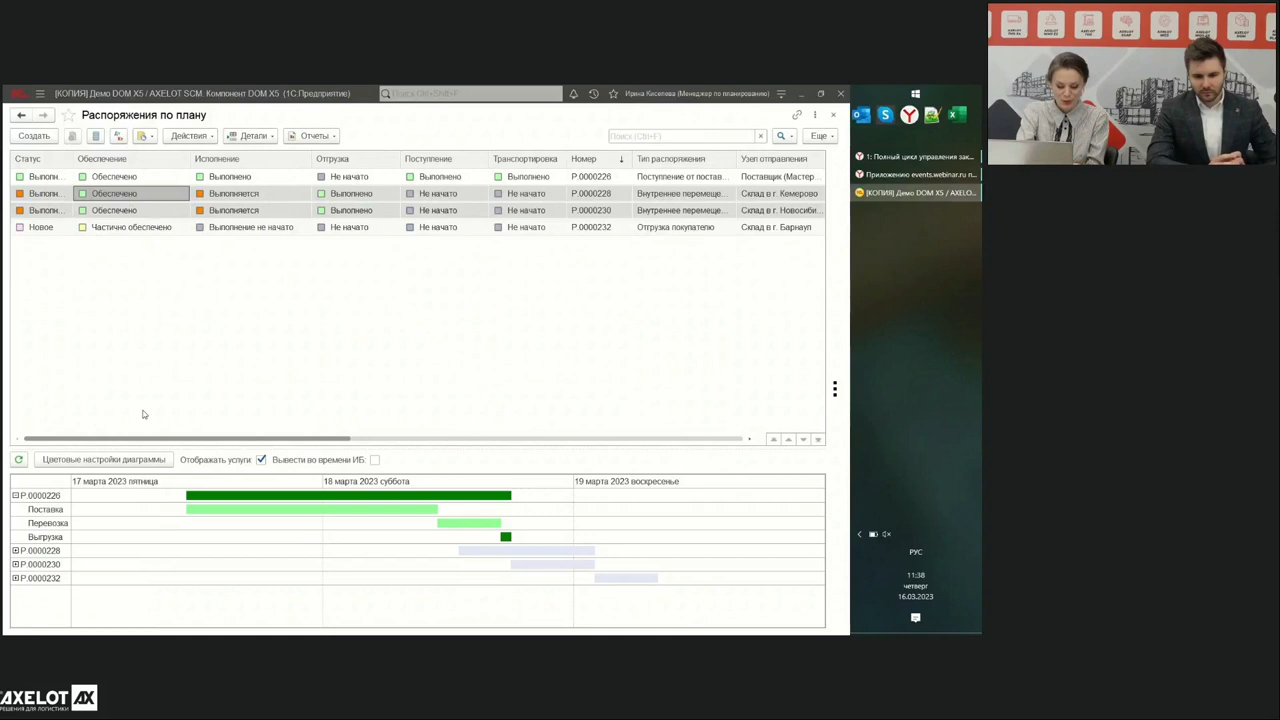 [КОПИЯ] Демо DOM X5 / AXELOT SCM. Компонент DOM X5 (1С:Предприятие)
Поиск Ctrl+Shift+F
Ирина Киселева (Менеджер по планированию)
Распоряжения по плану
Создать Действия Детали Отчеты Поиск (Ctrl+F) Еще
Статус Обеспечение Исполнение Отгрузка Поступление Транспортировка Номер Тип распоряжения Узел отправления
Выполн... Обеспечено Выполнено Не начато Выполнено Выполнено Р.0000226 Поступление от постав... Поставщик (Мастер...
Выполн... Обеспечено Выполняется Выполнено Не начато Не начато Р.0000228 Внутреннее перемеще... Склад в г. Кемерово
Выполн... Обеспечено Выполняется Выполнено Не начато Не начато Р.0000230 Внутреннее перемеще... Склад в г. Новосиби...
Новое Частично обеспечено Выполнение не начато Не начато Не начато Не начато Р.0000232 Отгрузка покупателю Склад в г. Барнаул
Цветовые настройки диаграммы Отображать услуги: Вывести во времени ИБ:
17 марта 2023 пятница 18 марта 2023 суббота 19 марта 2023 воскресенье
Р.0000226
Поставка
Перевозка
Выгрузка
Р.0000228
Р.0000230
Р.0000232
1: Полный цикл управления зак...
Приложению events.webinar.ru п...
[КОПИЯ] Демо DOM X5 / AXELO...
РУС
11:38
четверг
16.03.2023
AXELOT AX
РЕШЕНИЯ ДЛЯ ЛОГИСТИКИ